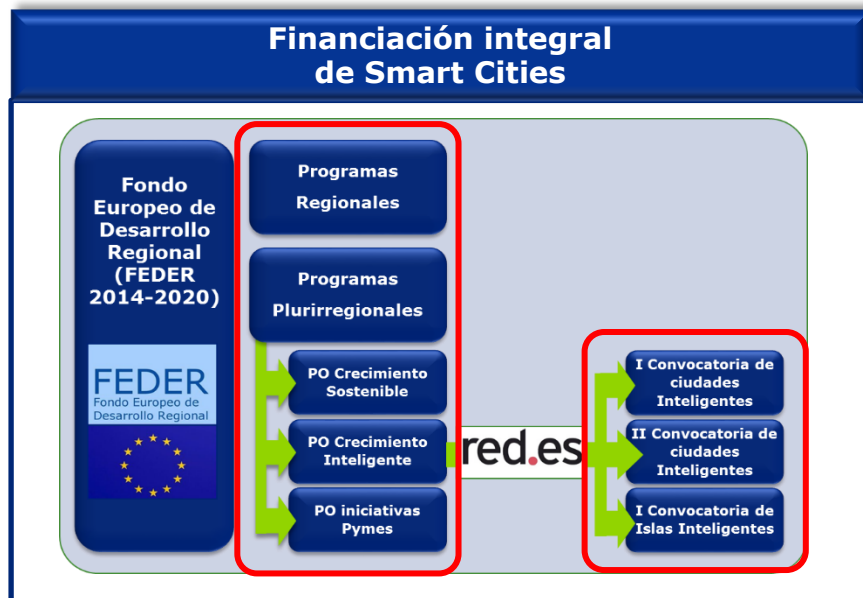 Financiación integral
de Smart Cities
Fondo
Europeo de
Desarrollo
Regional
(FEDER
2014-2020)
FEDER
Fondo Europeo de
Desarrollo Regional
Programas
Regionales
Programas
Plurirregionales
PO Crecimiento
Sostenible
PO Crecimiento
Inteligente
PO iniciativas
Pymes
red.es
I Convocatoria de
ciudades
Inteligentes
II Convocatoria de
ciudades
Inteligentes
I Convocatoria de
Islas Inteligentes